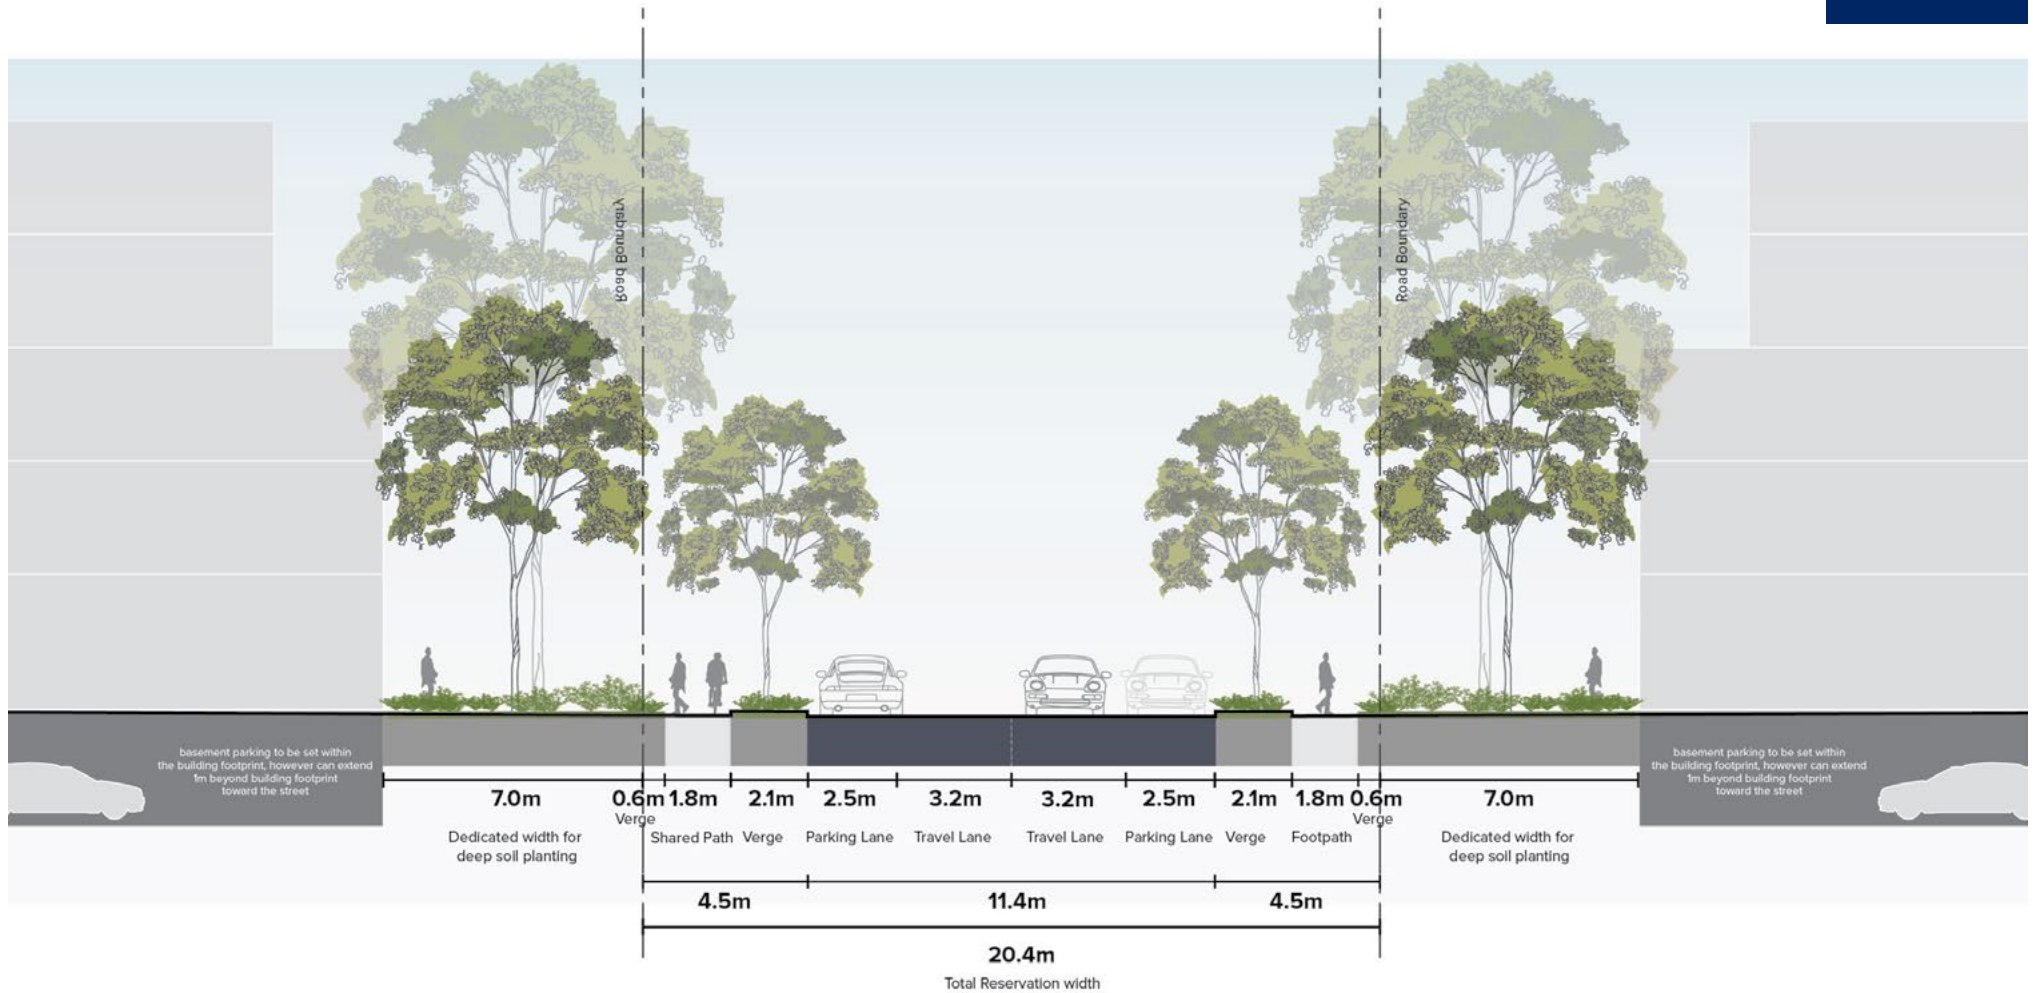 Road Boundary
Road Boundary
basement parking to be set within
the building footprint, however can extend
1m beyond building footprint
toward the street
basement parking to be set within
the building footprint, however can extend
1m beyond building footprint
toward the street
7.0m 0.6m 1.8m 2.1m 2.5m 3.2m 3.2m 2.5m 2.1m 1.8m 0.6m 7.0m
Verge Verge
Dedicated width for Shared Path Verge Parking Lane Travel Lane Travel Lane Parking Lane Verge Footpath Dedicated width for
deep soil planting deep soil planting
4.5m 11.4m 4.5m
20.4m
Total Reservation width